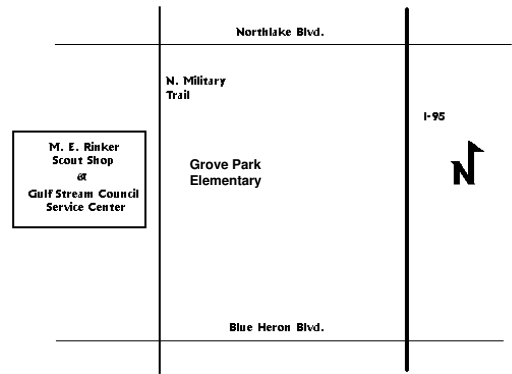 Northlake Blvd.
N. Military
Trail
I-95
M. E. Rinker
Scout Shop
&
Gulf Stream Council
Service Center
Grove Park
Elementary
N
Blue Heron Blvd.